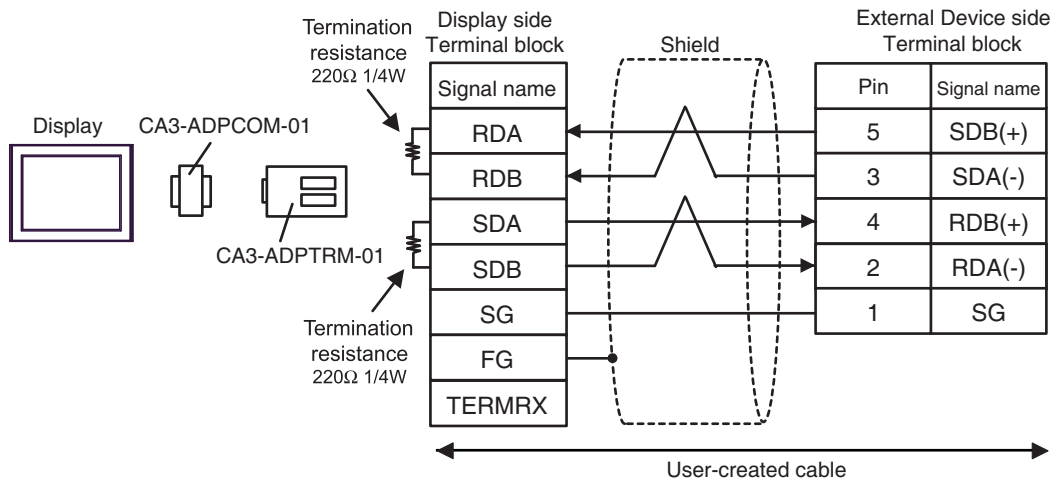 Termination
resistance
220Ω 1/4W
Display side
Terminal block
Shield
External Device side
Terminal block
Display
CA3-ADPCOM-01
CA3-ADPTRM-01
Signal name
RDA
RDB
SDA
SDB
SG
FG
TERMRX
Pin Signal name
5 SDB(+)
3 SDA(-)
4 RDB(+)
2 RDA(-)
1 SG
Termination
resistance
220Ω 1/4W
User-created cable